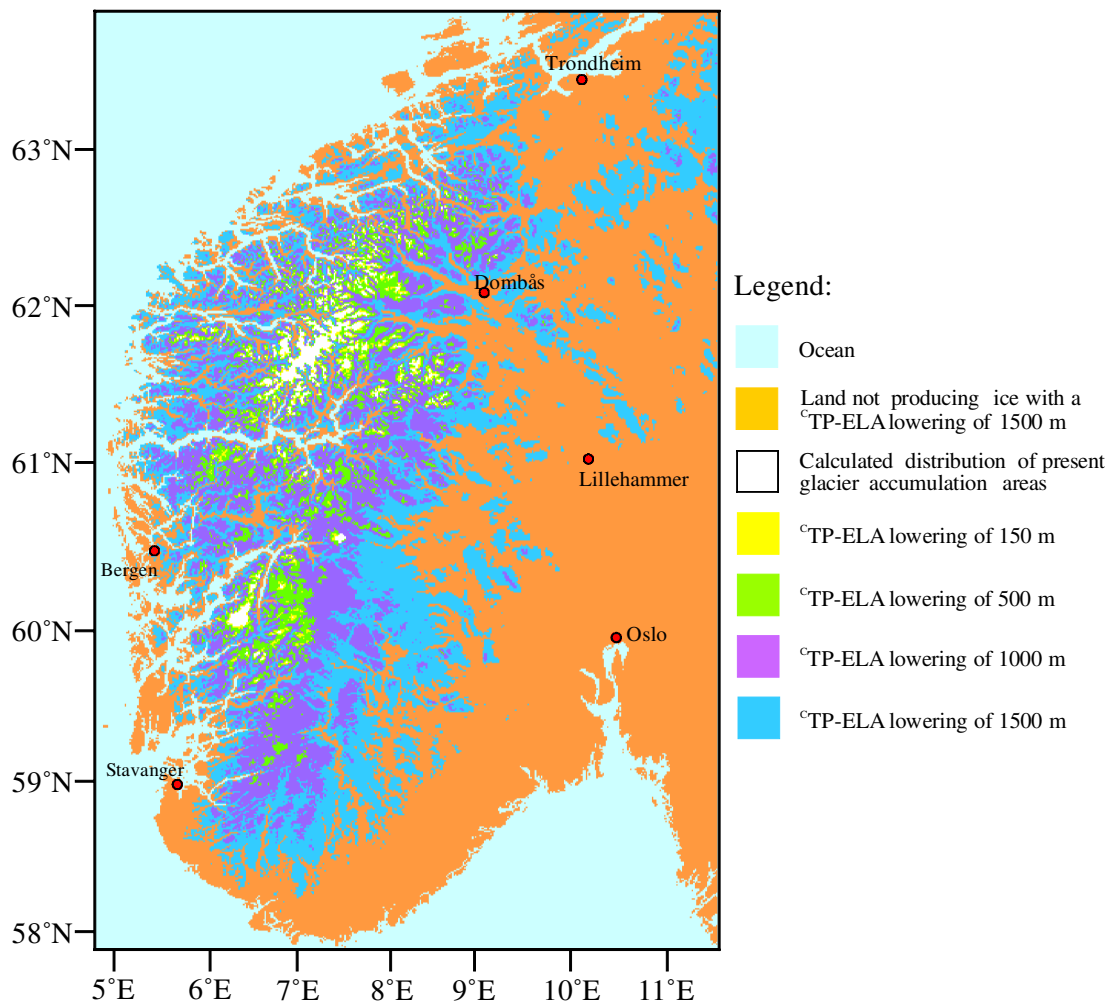 Trondheim
63˚N
Dombås
62˚N
61˚N
Lillehammer
Bergen
60˚N
Oslo
Stavanger
59˚N
58˚N
5˚E 6˚E 7˚E 8˚E 9˚E 10˚E 11˚E
Legend:
Ocean
Land not producing ice with a
ᶜTP-ELA lowering of 1500 m
Calculated distribution of present
glacier accumulation areas
ᶜTP-ELA lowering of 150 m
ᶜTP-ELA lowering of 500 m
ᶜTP-ELA lowering of 1000 m
ᶜTP-ELA lowering of 1500 m